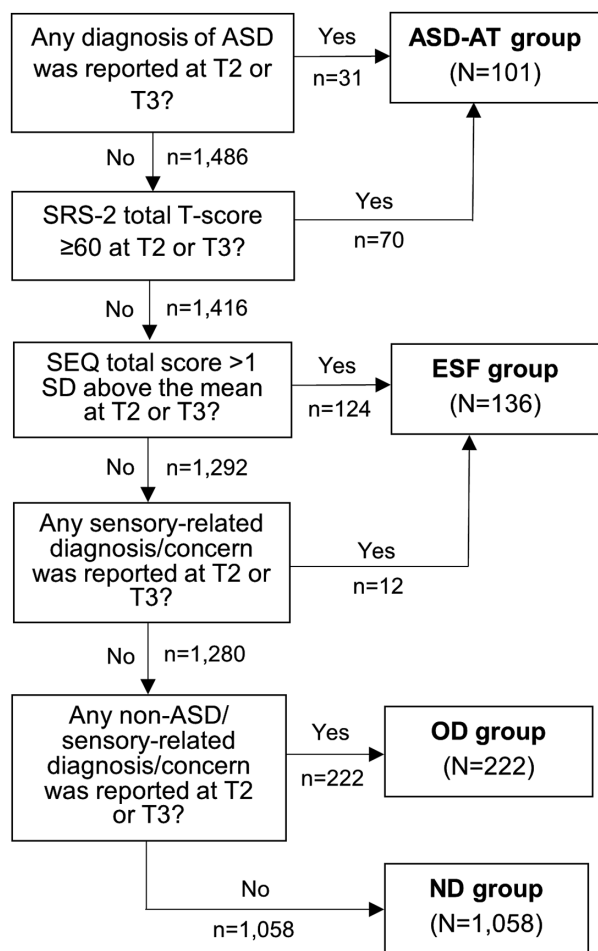 Any diagnosis of ASD
was reported at T2 or
T3?
Yes
n=31
ASD-AT group
(N=101)
No n=1,486
SRS-2 total T-score
≥60 at T2 or T3?
Yes
n=70
No n=1,416
SEQ total score >1
SD above the mean
at T2 or T3?
Yes
n=124
ESF group
(N=136)
No n=1,292
Any sensory-related
diagnosis/concern
was reported at T2 or
T3?
Yes
n=12
No n=1,280
Any non-ASD/
sensory-related
diagnosis/concern
was reported at T2
or T3?
Yes
n=222
OD group
(N=222)
No
n=1,058
ND group
(N=1,058)